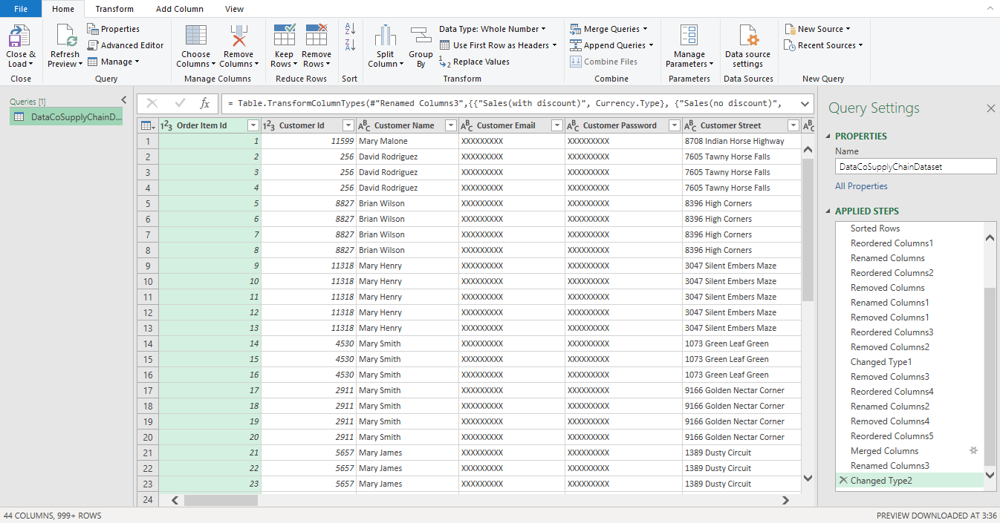 File Home Transform Add Column View
Close & Load
Close
Refresh Preview
Properties
Advanced Editor
Manage
Query
Choose Columns
Remove Columns
Manage Columns
Keep Rows
Remove Rows
Reduce Rows
Sort
Split Column
Group By
Data Type: Whole Number
Use First Row as Headers
Replace Values
Transform
Merge Queries
Append Queries
Combine Files
Combine
Manage Parameters
Parameters
Data source settings
Data Sources
New Source
Recent Sources
New Query
Queries [1]
DataCoSupplyChainD...
fx = Table.TransformColumnTypes(#"Renamed Columns3",{{"Sales(with discount)", Currency.Type}, {"Sales(no discount)",
Order Item Id Customer Id Customer Name Customer Email Customer Password Customer Street
1 1 11599 Mary Malone XXXXXXXXX XXXXXXXXX 8708 Indian Horse Highway
2 2 256 David Rodriguez XXXXXXXXX XXXXXXXXX 7605 Tawny Horse Falls
3 3 256 David Rodriguez XXXXXXXXX XXXXXXXXX 7605 Tawny Horse Falls
4 4 256 David Rodriguez XXXXXXXXX XXXXXXXXX 7605 Tawny Horse Falls
5 5 8827 Brian Wilson XXXXXXXXX XXXXXXXXX 8396 High Corners
6 6 8827 Brian Wilson XXXXXXXXX XXXXXXXXX 8396 High Corners
7 7 8827 Brian Wilson XXXXXXXXX XXXXXXXXX 8396 High Corners
8 8 8827 Brian Wilson XXXXXXXXX XXXXXXXXX 8396 High Corners
9 9 11318 Mary Henry XXXXXXXXX XXXXXXXXX 3047 Silent Embers Maze
10 10 11318 Mary Henry XXXXXXXXX XXXXXXXXX 3047 Silent Embers Maze
11 11 11318 Mary Henry XXXXXXXXX XXXXXXXXX 3047 Silent Embers Maze
12 12 11318 Mary Henry XXXXXXXXX XXXXXXXXX 3047 Silent Embers Maze
13 13 11318 Mary Henry XXXXXXXXX XXXXXXXXX 3047 Silent Embers Maze
14 14 4530 Mary Smith XXXXXXXXX XXXXXXXXX 1073 Green Leaf Green
15 15 4530 Mary Smith XXXXXXXXX XXXXXXXXX 1073 Green Leaf Green
16 16 4530 Mary Smith XXXXXXXXX XXXXXXXXX 1073 Green Leaf Green
17 17 2911 Mary Smith XXXXXXXXX XXXXXXXXX 9166 Golden Nectar Corner
18 18 2911 Mary Smith XXXXXXXXX XXXXXXXXX 9166 Golden Nectar Corner
19 19 2911 Mary Smith XXXXXXXXX XXXXXXXXX 9166 Golden Nectar Corner
20 20 2911 Mary Smith XXXXXXXXX XXXXXXXXX 9166 Golden Nectar Corner
21 21 5657 Mary James XXXXXXXXX XXXXXXXXX 1389 Dusty Circuit
22 22 5657 Mary James XXXXXXXXX XXXXXXXXX 1389 Dusty Circuit
23 23 5657 Mary James XXXXXXXXX XXXXXXXXX 1389 Dusty Circuit
24
Query Settings
PROPERTIES
Name
DataCoSupplyChainDataset
All Properties
APPLIED STEPS
Sorted Rows
Reordered Columns1
Renamed Columns
Reordered Columns2
Removed Columns
Renamed Columns1
Removed Columns1
Reordered Columns3
Removed Columns2
Changed Type1
Removed Columns3
Reordered Columns4
Renamed Columns2
Removed Columns4
Reordered Columns5
Merged Columns
Renamed Columns3
Changed Type2
44 COLUMNS, 999+ ROWS
PREVIEW DOWNLOADED AT 3:36